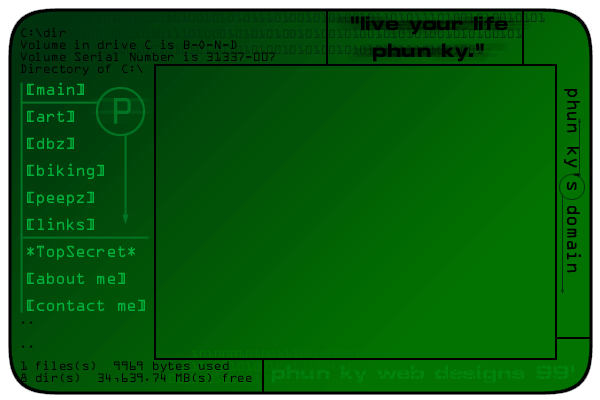 C:\dir
Volume in drive C is B-O-N-D
Volume Serial Number is 31337-007
Directory of C:\
"live your life
phun ky."
[main]
P
[art]
[dbz]
[biking]
[peepz]
[links]
*TopSecret*
[about me]
[contact me]
..
..
1 files(s) 9969 bytes used
8 dir(s) 34,639.74 MB(s) free
phun ky's domain
phun ky web designs 99'